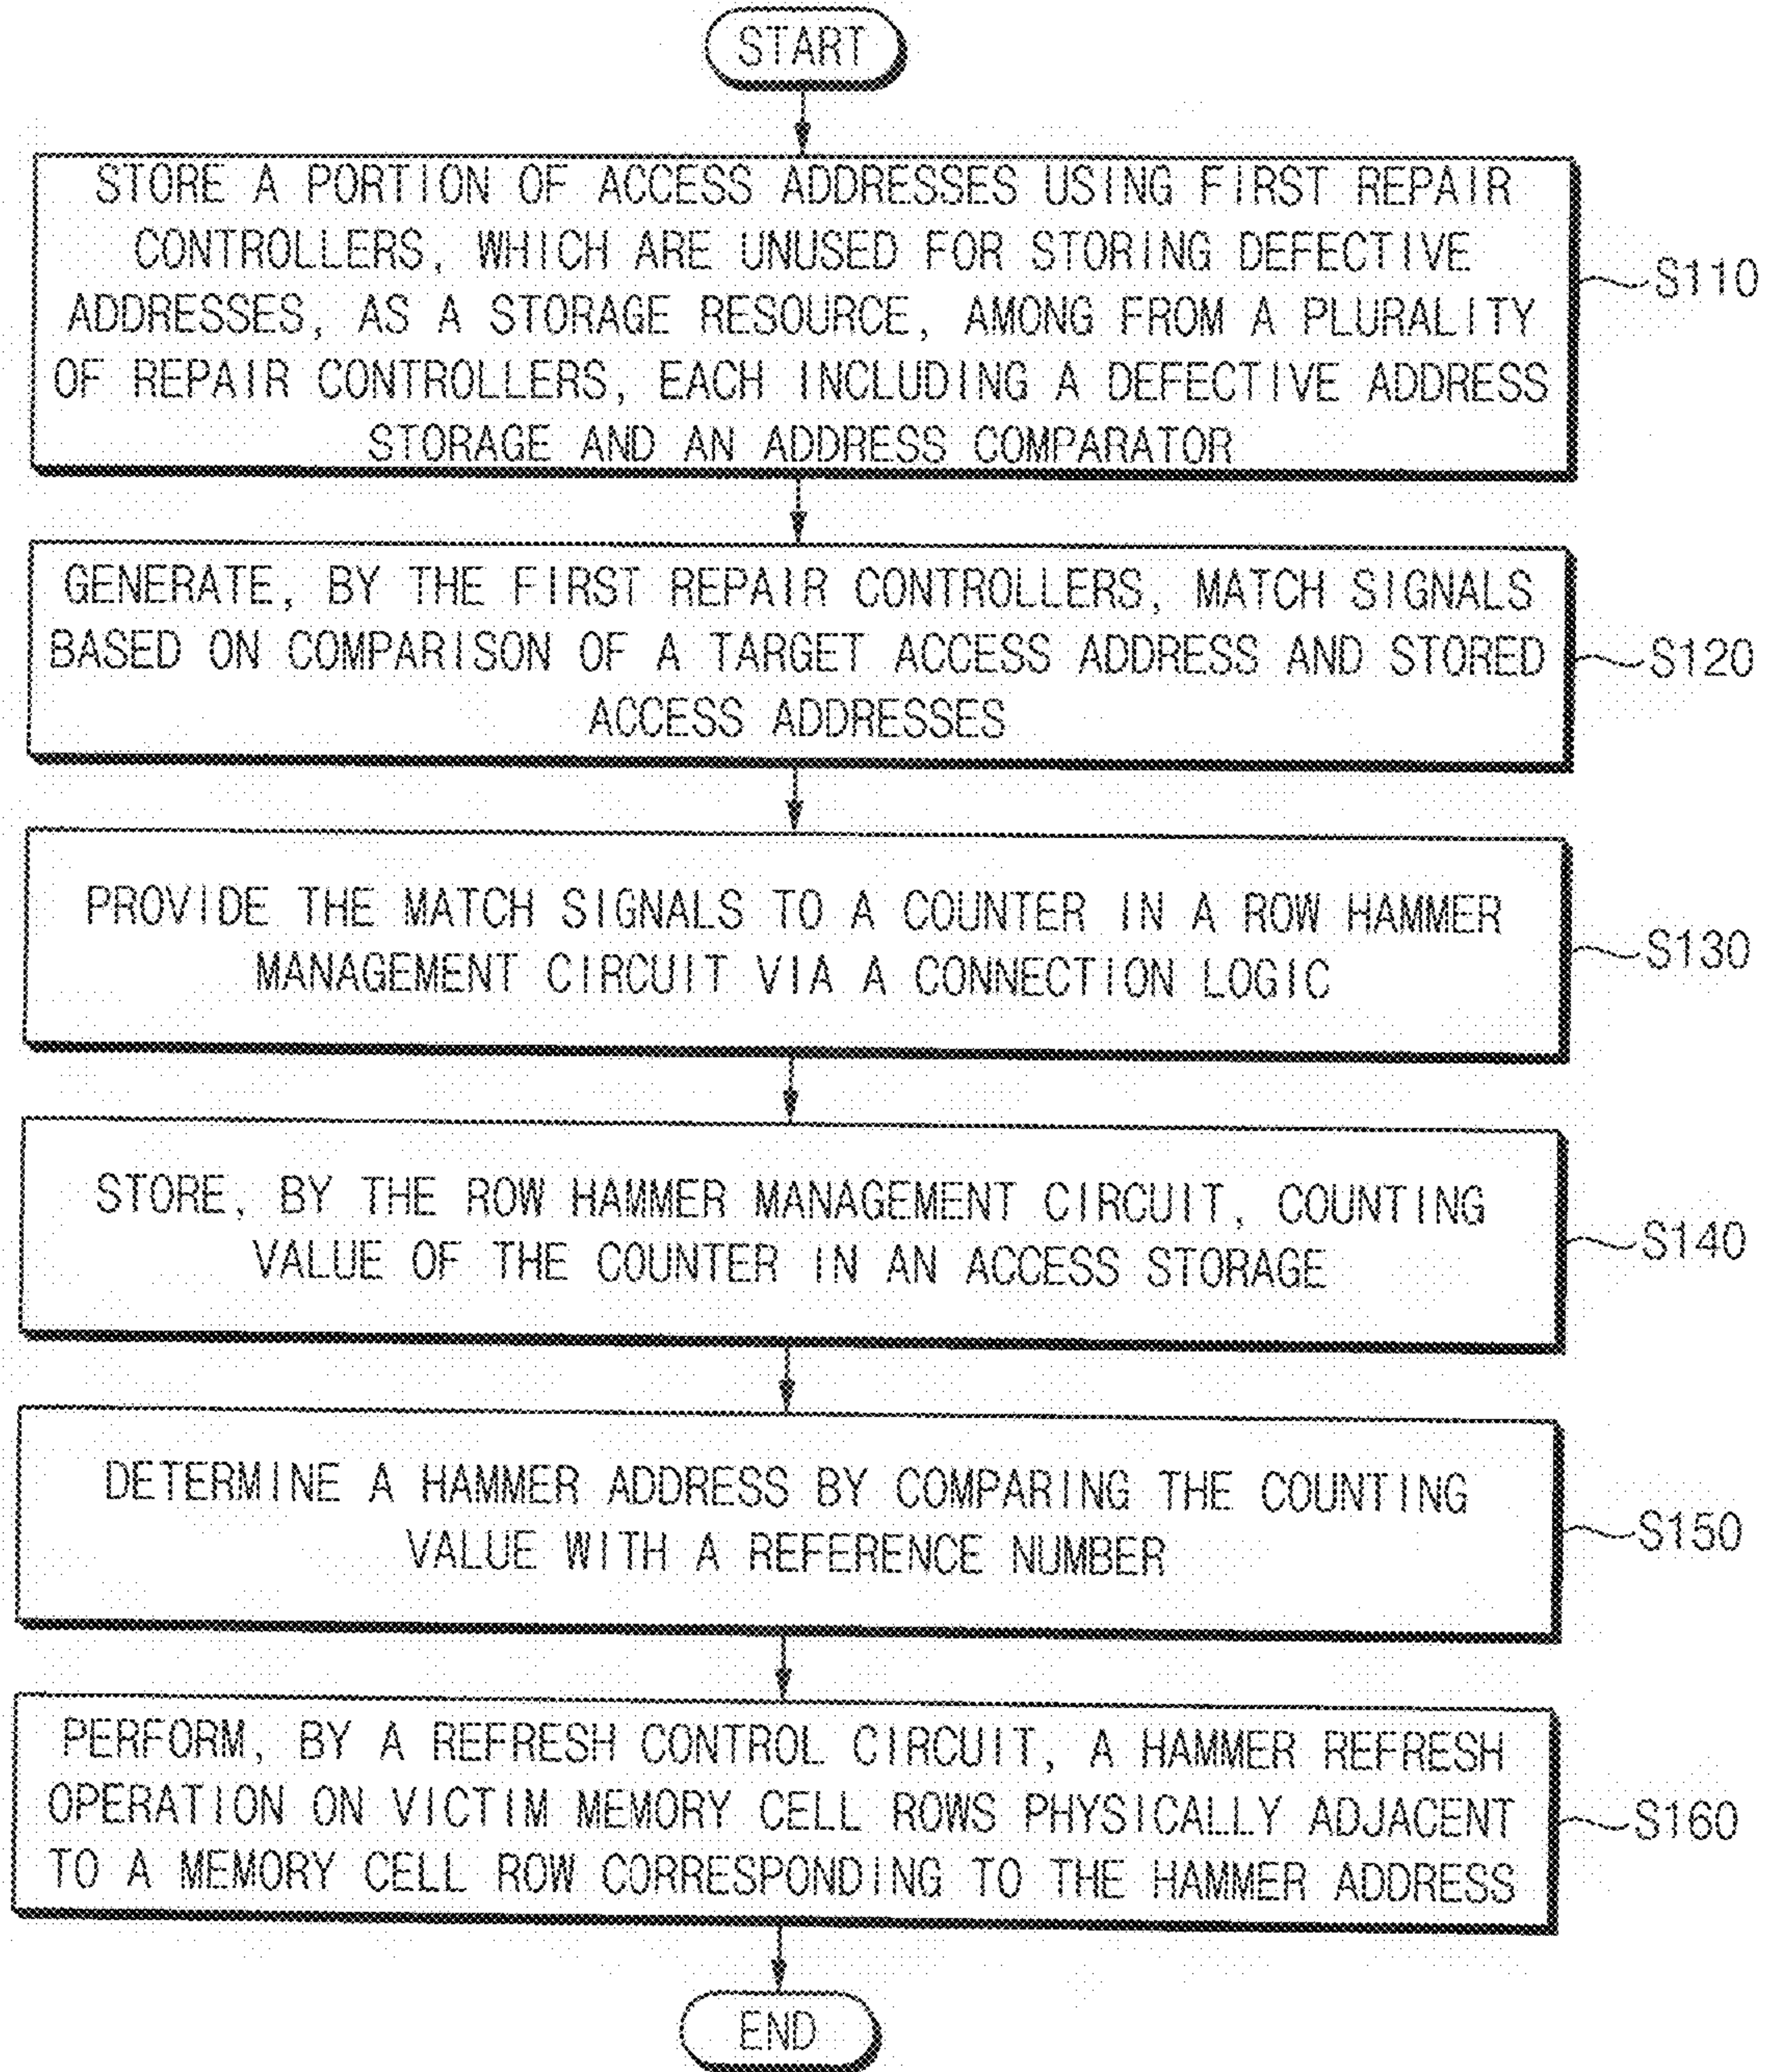 START
STORE A PORTION OF ACCESS ADDRESSES USING FIRST REPAIR
CONTROLLERS, WHICH ARE UNUSED FOR STORING DEFECTIVE
ADDRESSES, AS A STORAGE RESOURCE, AMONG FROM A PLURALITY
OF REPAIR CONTROLLERS, EACH INCLUDING A DEFECTIVE ADDRESS
STORAGE AND AN ADDRESS COMPARATOR
S110
GENERATE, BY THE FIRST REPAIR CONTROLLERS, MATCH SIGNALS
BASED ON COMPARISON OF A TARGET ACCESS ADDRESS AND STORED
ACCESS ADDRESSES
S120
PROVIDE THE MATCH SIGNALS TO A COUNTER IN A ROW HAMMER
MANAGEMENT CIRCUIT VIA A CONNECTION LOGIC
S130
STORE, BY THE ROW HAMMER MANAGEMENT CIRCUIT, COUNTING
VALUE OF THE COUNTER IN AN ACCESS STORAGE
S140
DETERMINE A HAMMER ADDRESS BY COMPARING THE COUNTING
VALUE WITH A REFERENCE NUMBER
S150
PERFORM, BY A REFRESH CONTROL CIRCUIT, A HAMMER REFRESH
OPERATION ON VICTIM MEMORY CELL ROWS PHYSICALLY ADJACENT
TO A MEMORY CELL ROW CORRESPONDING TO THE HAMMER ADDRESS
S160
END